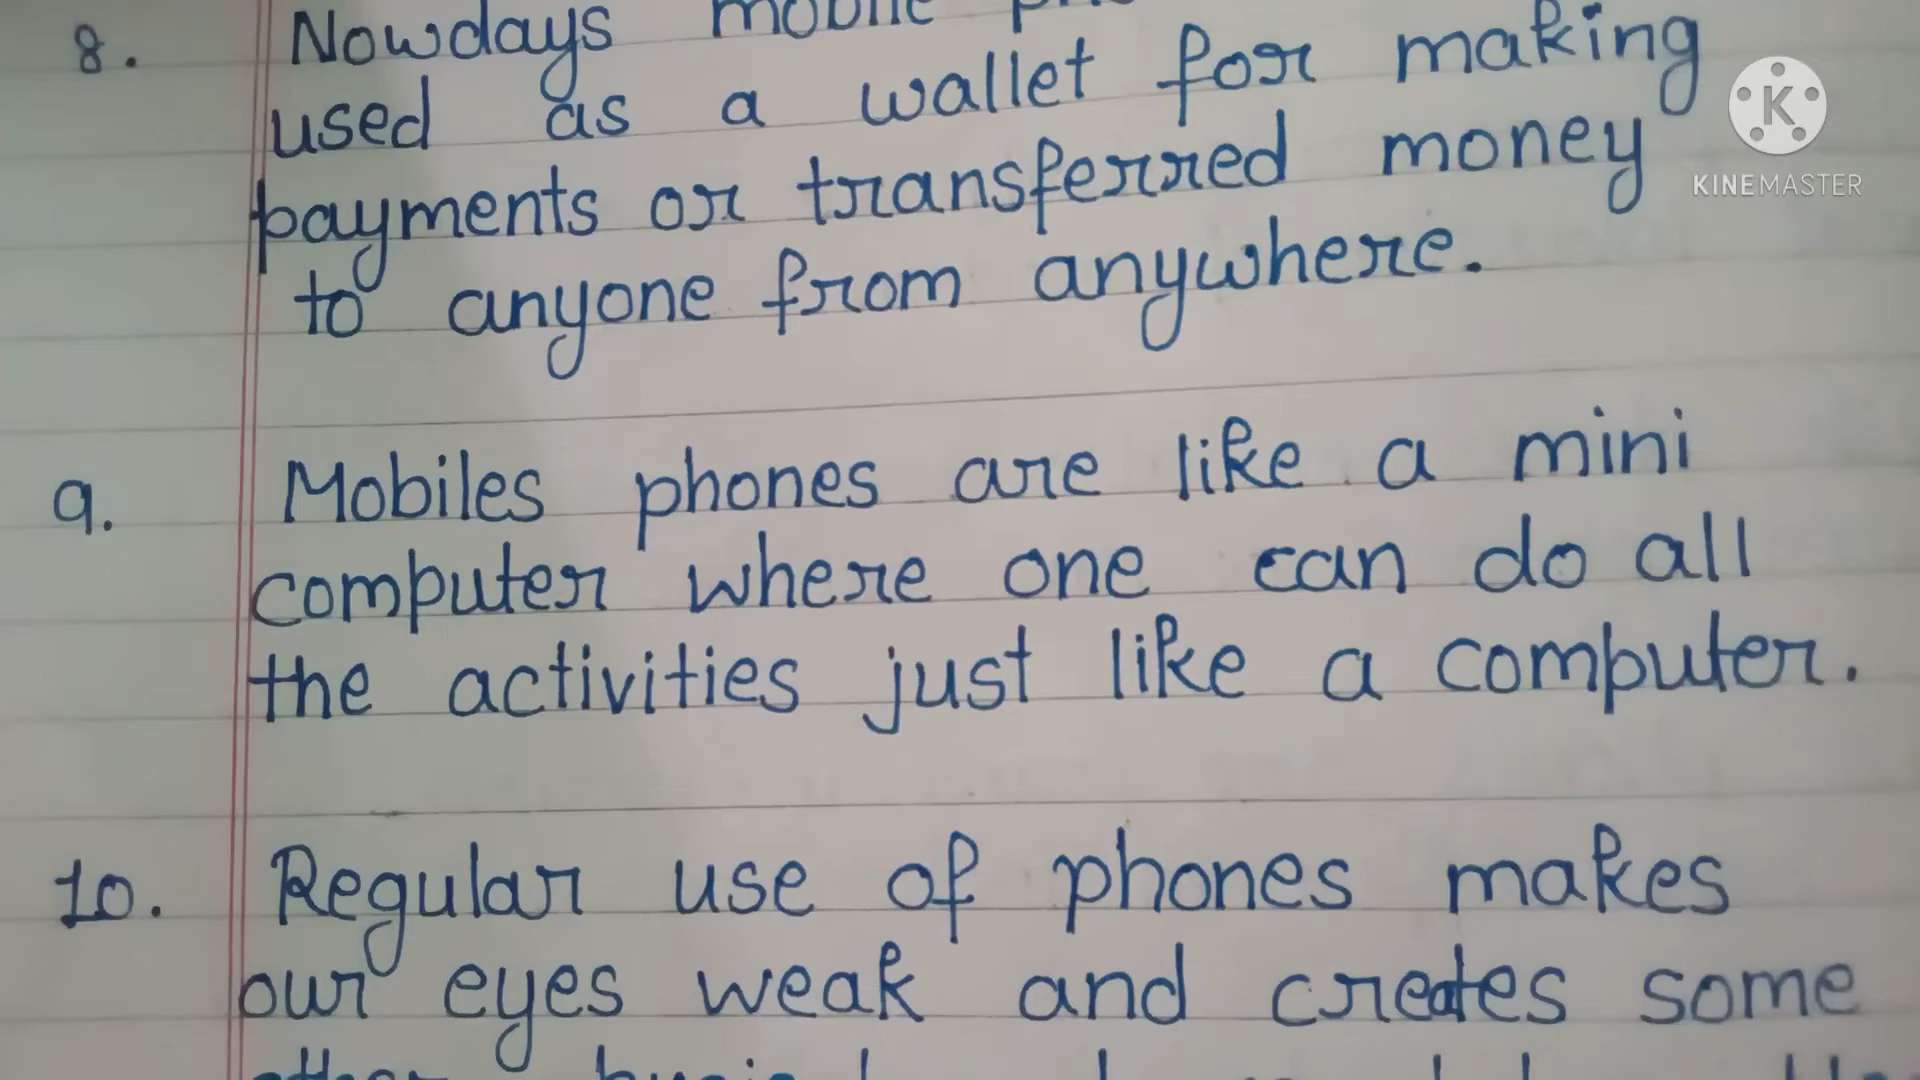 8. Nowdays mobile
used as a wallet for making
payments or transferred money
to anyone from anywhere.
9. Mobiles phones are like a mini
computer where one can do all
the activities just like a computer.
10. Regular use of phones makes
our eyes weak and creates some
K
KINEMASTER